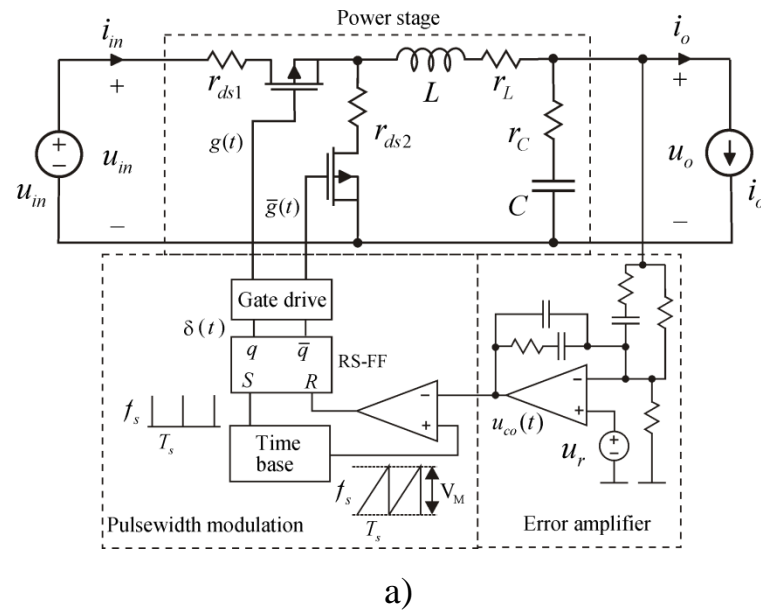 Power stage
i_in
i_o
+
r_ds1
L
r_L
+
g(t)
r_ds2
r_C
+
−
u_in
u_in
u_o
g̅(t)
C
i_o
−
−
Gate drive
δ(t)
q
q̅
RS-FF
S
R
−
−
f_s
+
u_co(t)
+
T_s
Time
base
+
−
u_r
f_s
V_M
Pulsewidth modulation
T_s
Error amplifier
a)